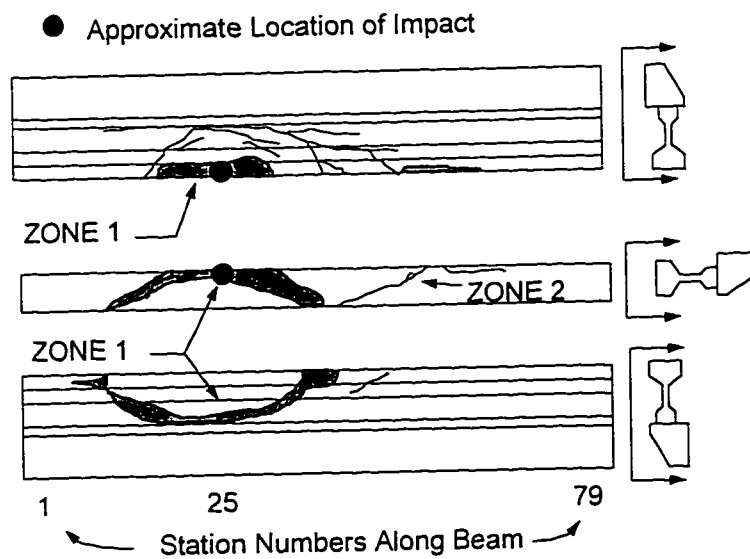 Approximate Location of Impact
ZONE 1
ZONE 2
ZONE 1
1 25 79
Station Numbers Along Beam